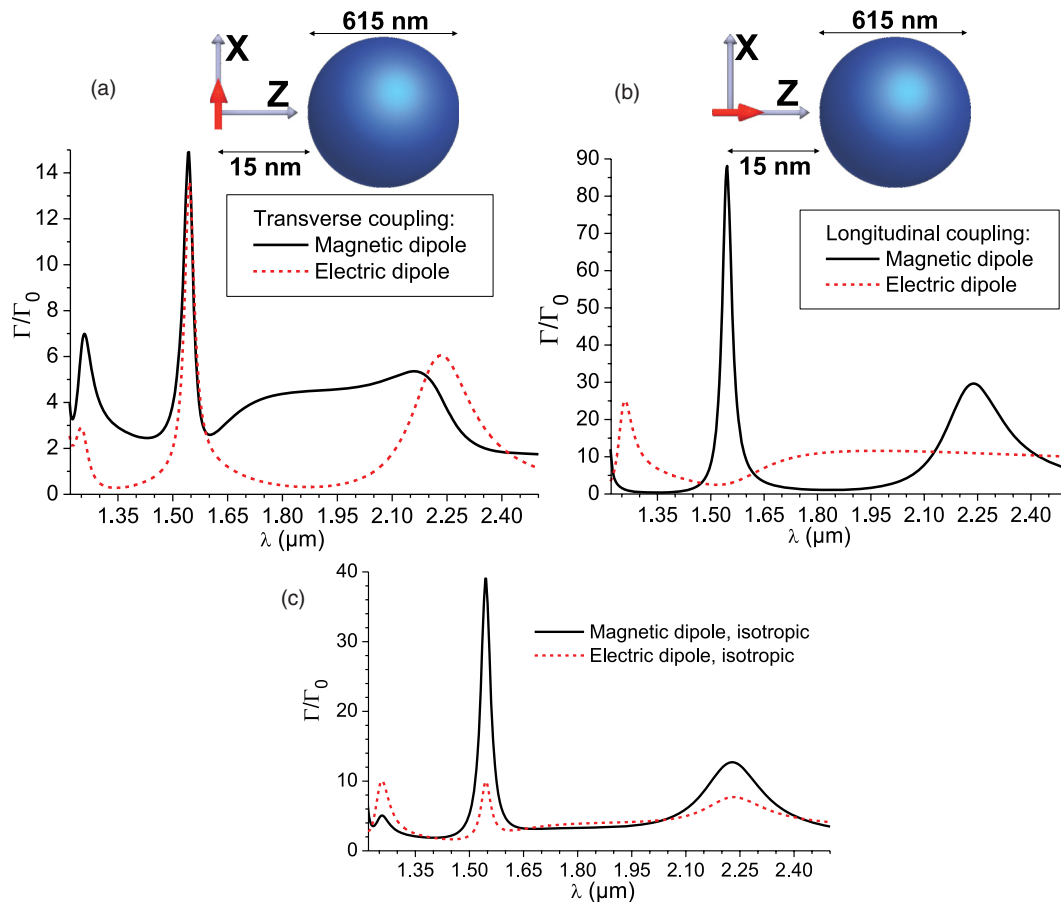 (a)
615 nm
X
Z
15 nm
Transverse coupling:
Magnetic dipole
Electric dipole
Γ/Γ0
14
12
10
8
6
4
2
0
1.35 1.50 1.65 1.80 1.95 2.10 2.25 2.40
λ (µm)
(b)
615 nm
X
Z
15 nm
Longitudinal coupling:
Magnetic dipole
Electric dipole
Γ/Γ0
90
80
70
60
50
40
30
20
10
0
1.35 1.50 1.65 1.80 1.95 2.10 2.25 2.40
λ (µm)
(c)
Magnetic dipole, isotropic
Electric dipole, isotropic
Γ/Γ0
40
30
20
10
0
1.35 1.50 1.65 1.80 1.95 2.10 2.25 2.40
λ (µm)